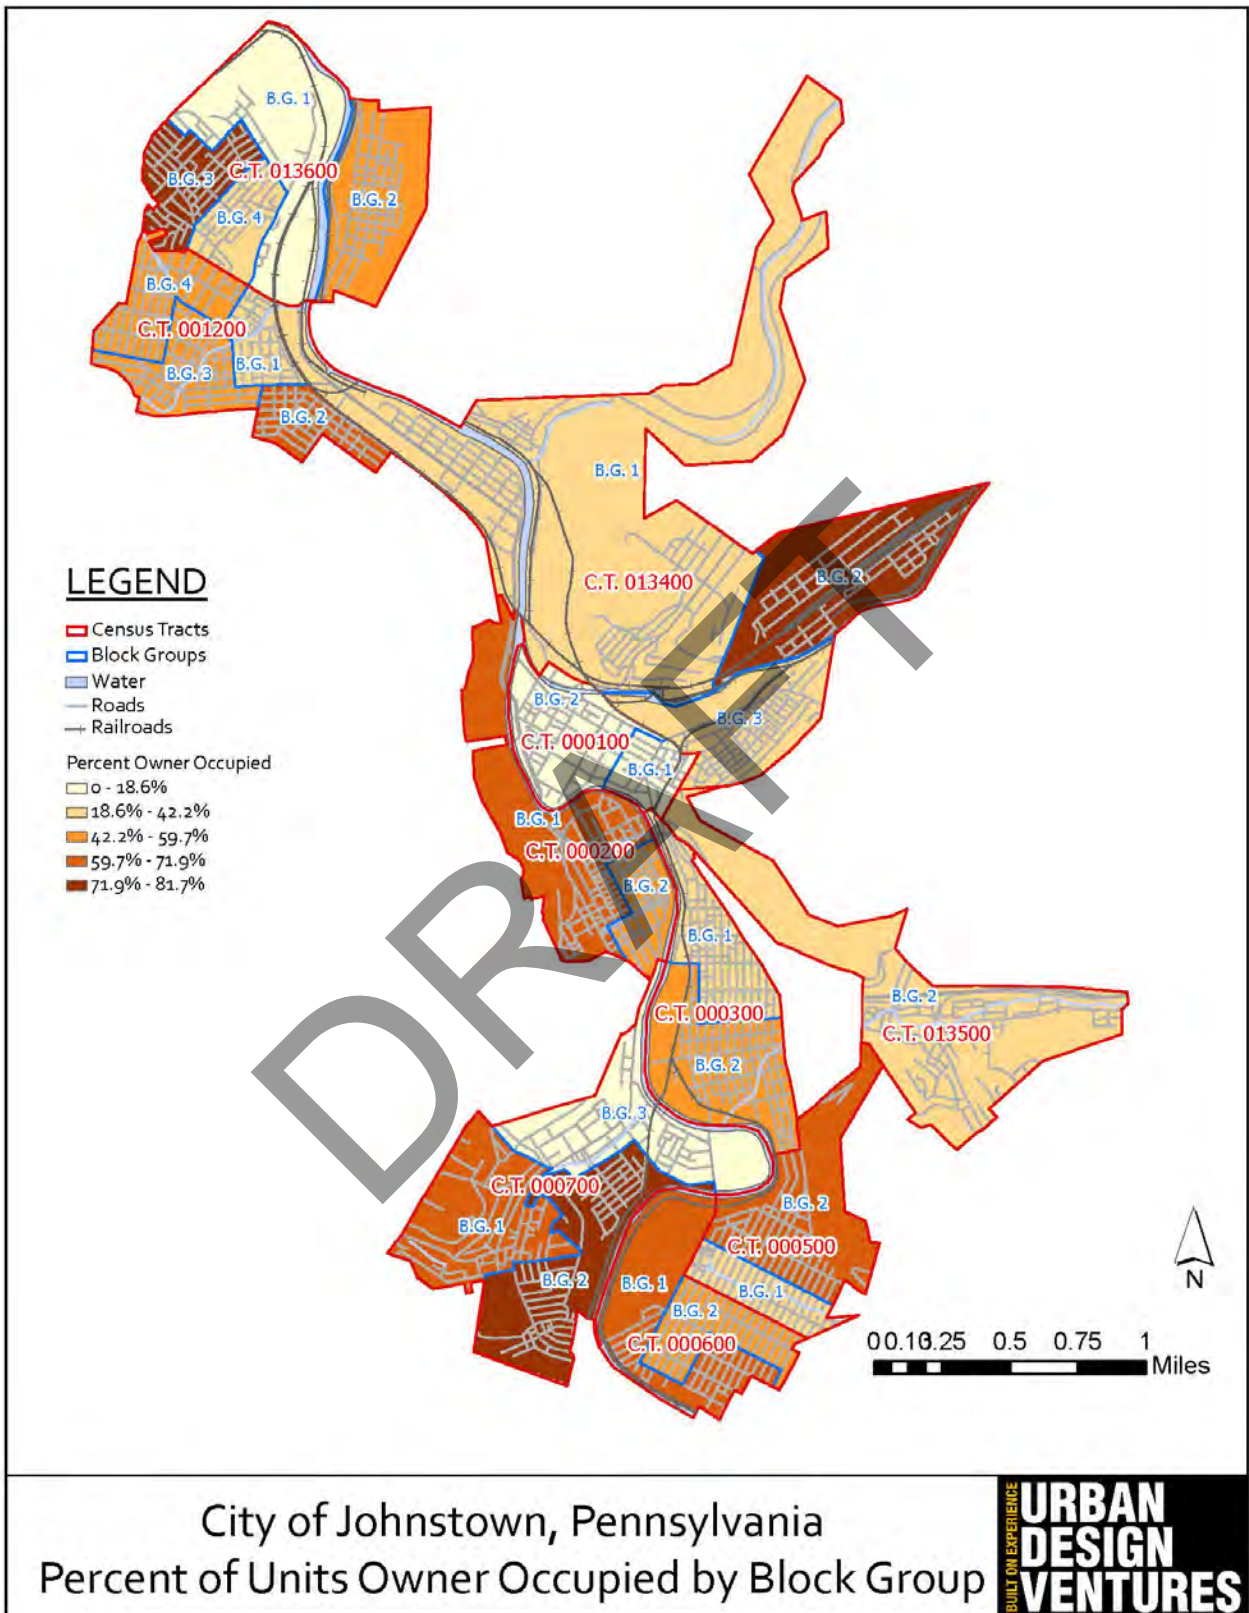 B.G. 1
C.T. 013600
B.G. 3
B.G. 2
B.G. 4
B.G. 4
C.T. 001200
B.G. 1
B.G. 3
B.G. 2
B.G. 1
C.T. 013400
B.G. 2
LEGEND
Census Tracts
Block Groups
Water
Roads
Railroads
Percent Owner Occupied
0 - 18.6%
18.6% - 42.2%
42.2% - 59.7%
59.7% - 71.9%
71.9% - 81.7%
B.G. 2
B.G. 3
C.T. 000100
B.G. 1
B.G. 1
C.T. 000200
B.G. 2
B.G. 1
B.G. 2
C.T. 000300
C.T. 013500
B.G. 2
B.G. 3
C.T. 000700
B.G. 1
B.G. 2
C.T. 000500
B.G. 2
B.G. 1
B.G. 1
B.G. 2
C.T. 000600
DRAFT
N
0 0.10.25 0.5 0.75 1
Miles
City of Johnstown, Pennsylvania
Percent of Units Owner Occupied by Block Group
BUILT ON EXPERIENCE
URBAN
DESIGN
VENTURES